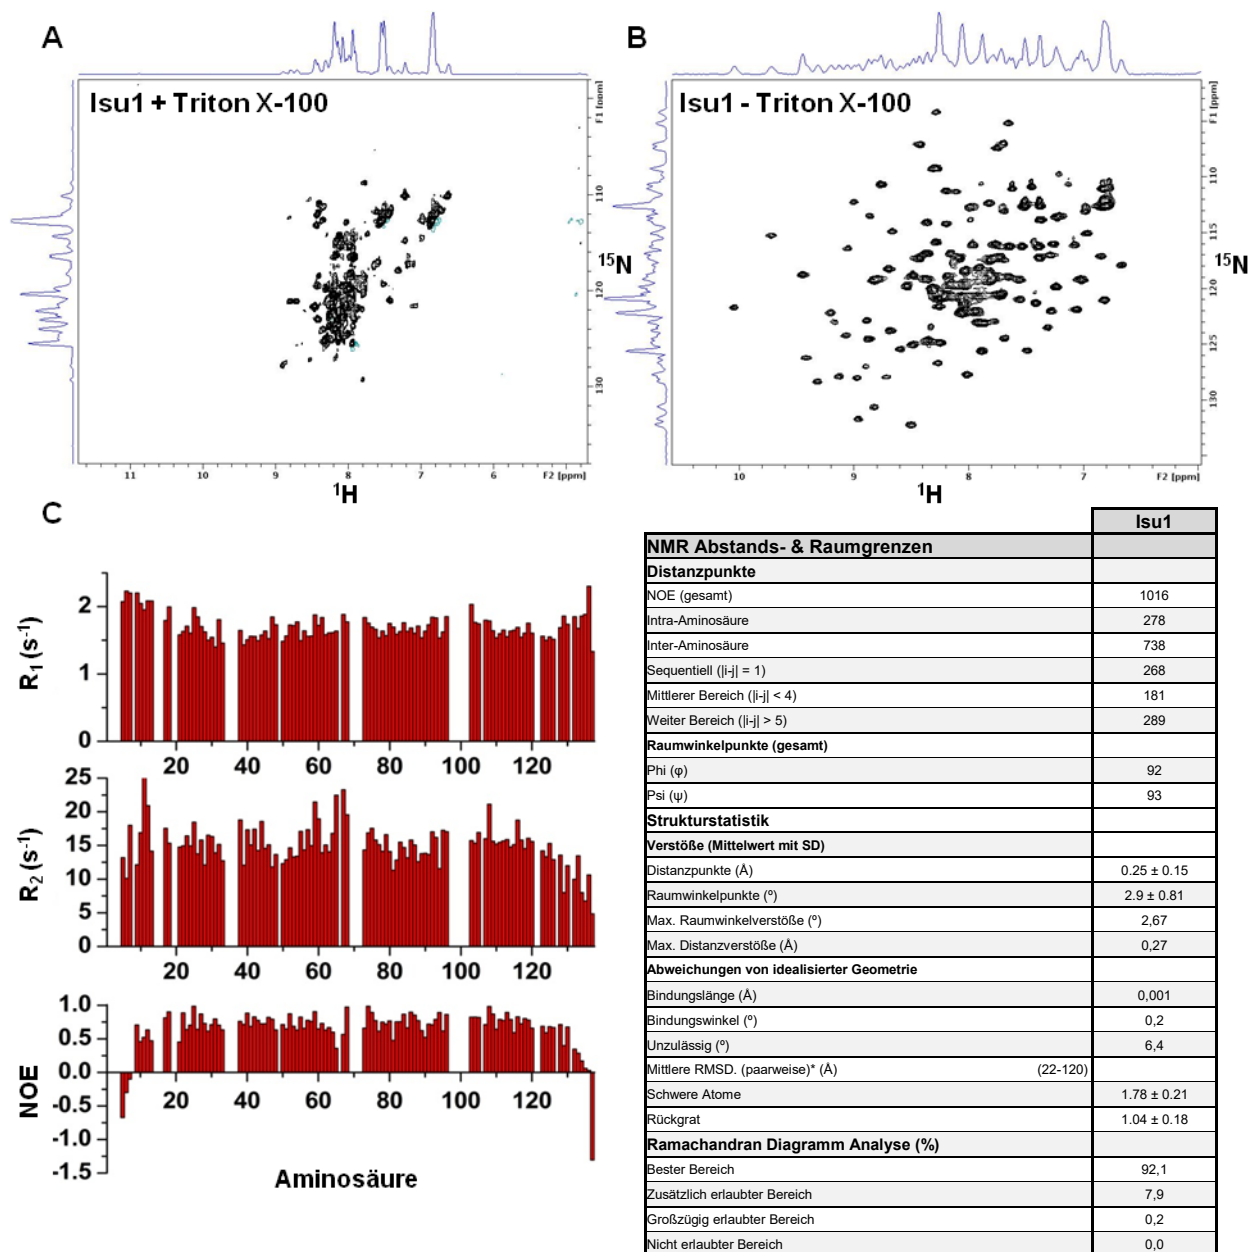 A
Isu1 + Triton X-100
F1 [ppm]
110
120
130
15N
11 10 9 8 7 6 F2 [ppm]
1H
B
Isu1 - Triton X-100
F1 [ppm]
110
115
120
125
130
15N
10 9 8 7 F2 [ppm]
1H
C
R1 (s-1)
2
1
0
20 40 60 80 100 120
R2 (s-1)
25
20
15
10
5
0
20 40 60 80 100 120
NOE
1.0
0.5
0.0
-0.5
-1.0
-1.5
20 40 60 80 100 120
Aminosäure
Isu1
NMR Abstands- & Raumgrenzen
Distanzpunkte
NOE (gesamt) 1016
Intra-Aminosäure 278
Inter-Aminosäure 738
Sequentiell (|i-j| = 1) 268
Mittlerer Bereich (|i-j| < 4) 181
Weiter Bereich (|i-j| > 5) 289
Raumwinkelpunkte (gesamt)
Phi (φ) 92
Psi (ψ) 93
Strukturstatistik
Verstöße (Mittelwert mit SD)
Distanzpunkte (Å) 0.25 ± 0.15
Raumwinkelpunkte (º) 2.9 ± 0.81
Max. Raumwinkelverstöße (º) 2,67
Max. Distanzverstöße (Å) 0,27
Abweichungen von idealisierter Geometrie
Bindungslänge (Å) 0,001
Bindungswinkel (º) 0,2
Unzulässig (º) 6,4
Mittlere RMSD. (paarweise)* (Å) (22-120)
Schwere Atome 1.78 ± 0.21
Rückgrat 1.04 ± 0.18
Ramachandran Diagramm Analyse (%)
Bester Bereich 92,1
Zusätzlich erlaubter Bereich 7,9
Großzügig erlaubter Bereich 0,2
Nicht erlaubter Bereich 0,0